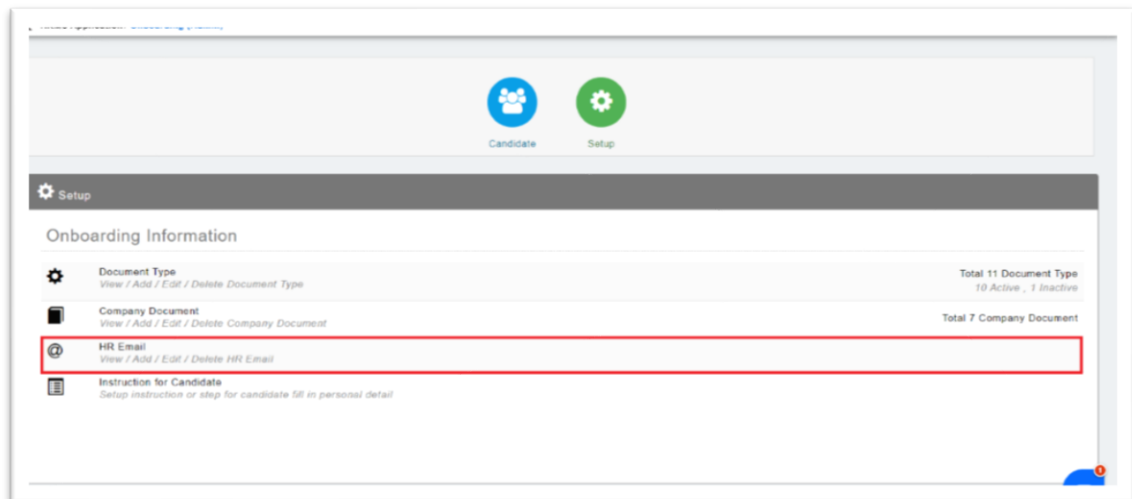 Candidate
Setup
Setup
Onboarding Information
Document Type
View / Add / Edit / Delete Document Type
Total 11 Document Type
10 Active , 1 Inactive
Company Document
View / Add / Edit / Delete Company Document
Total 7 Company Document
@
HR Email
View / Add / Edit / Delete HR Email
Instruction for Candidate
Setup instruction or step for candidate fill in personal detail
1